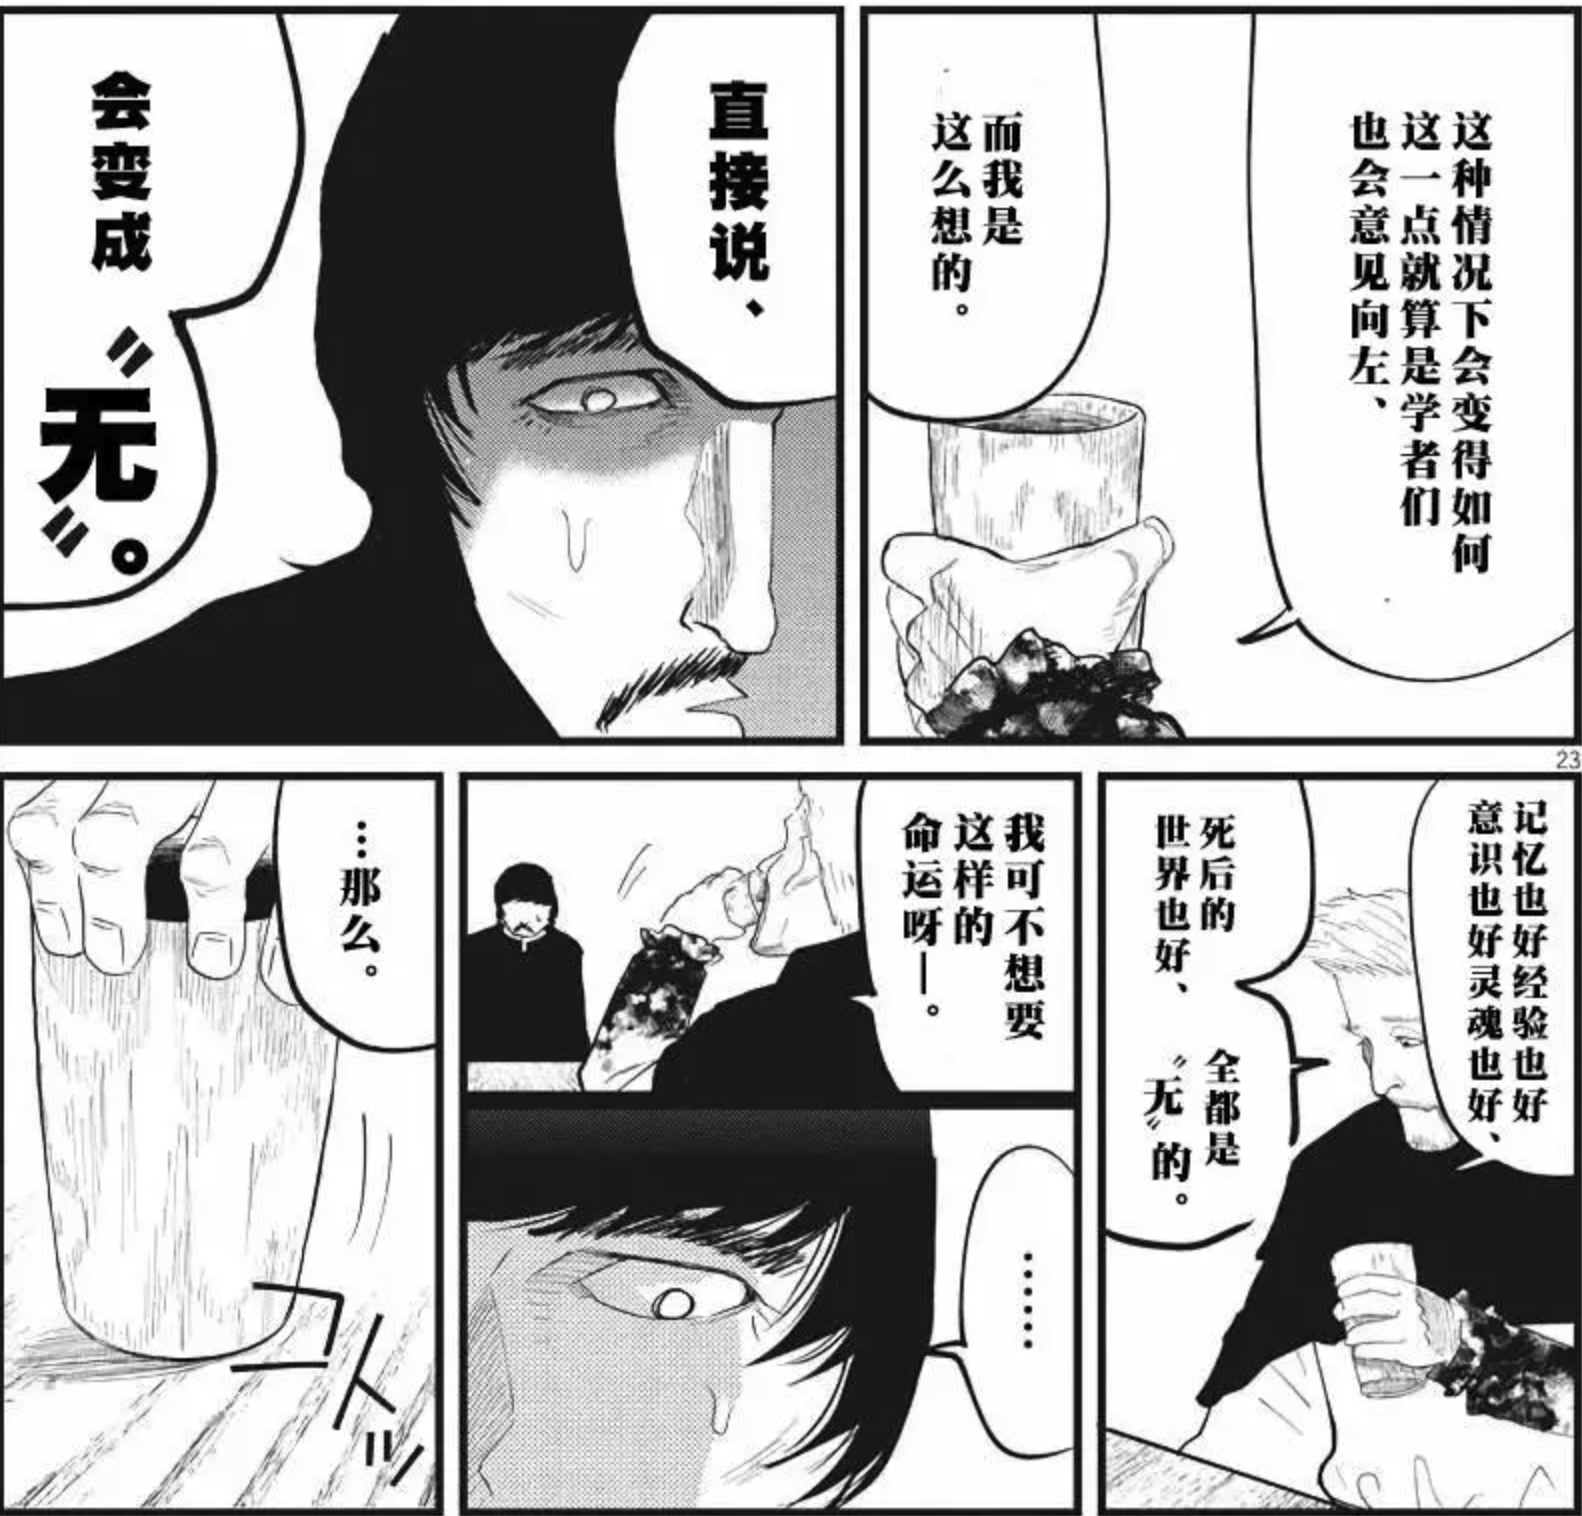 这种情况下会变得如何
这一点就算是学者们
也会意见向左、
而我是
这么想的。
直接说、
会变成
〝无〟。
23
记忆也好经验也好
意识也好灵魂也好、
死后的
世界也好、
全都是
〝无〟的。
我可不想要
这样的
命运呀—。
……
…那么。
コトッ